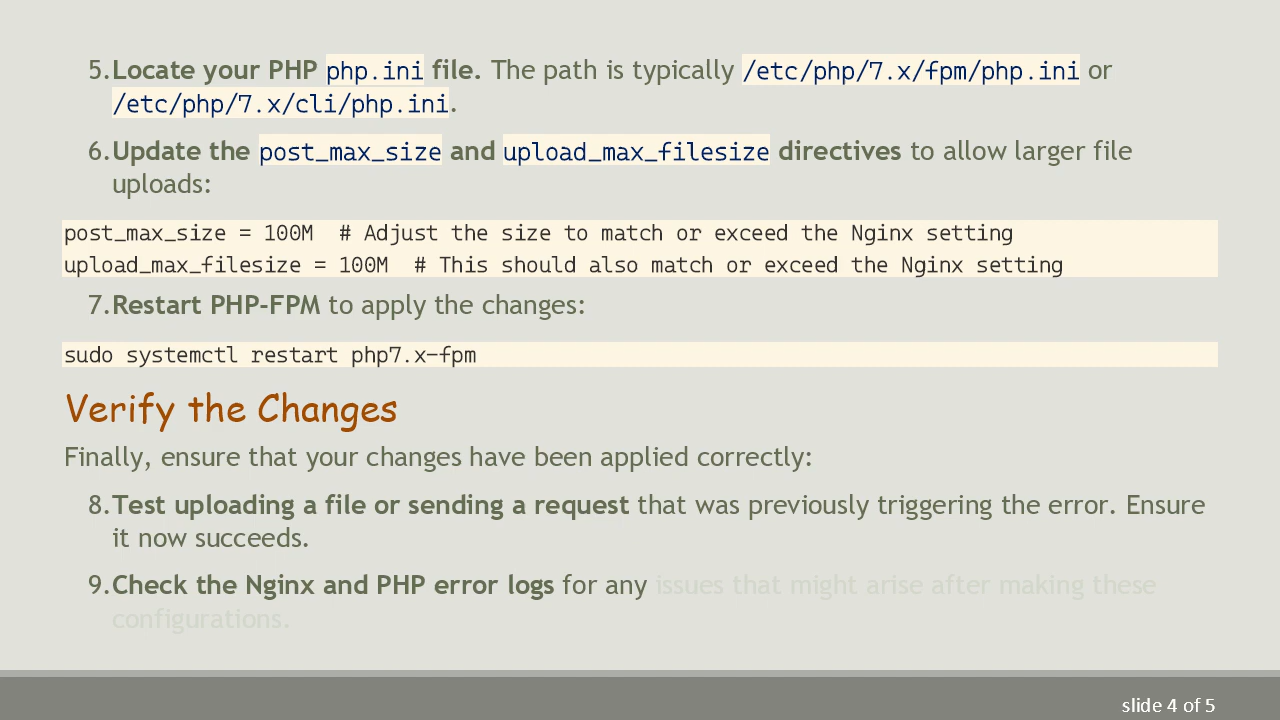 5.Locate your PHP php.ini file. The path is typically /etc/php/7.x/fpm/php.ini or
/etc/php/7.x/cli/php.ini.
6.Update the post_max_size and upload_max_filesize directives to allow larger file
uploads:
post_max_size = 100M  # Adjust the size to match or exceed the Nginx setting
upload_max_filesize = 100M  # This should also match or exceed the Nginx setting
7.Restart PHP-FPM to apply the changes:
sudo systemctl restart php7.x-fpm
Verify the Changes
Finally, ensure that your changes have been applied correctly:
8.Test uploading a file or sending a request that was previously triggering the error. Ensure
it now succeeds.
9.Check the Nginx and PHP error logs for any issues that might arise after making these
configurations.
slide 4 of 5